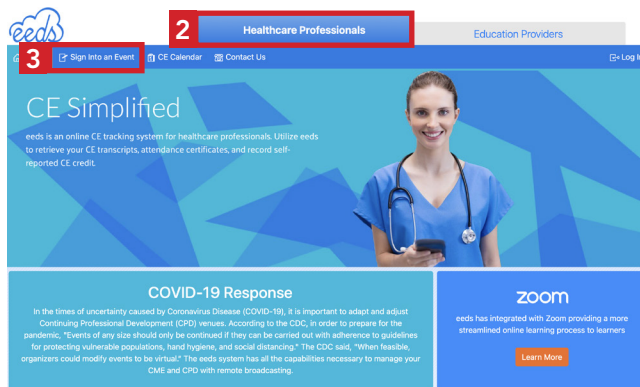 eeds
2
Healthcare Professionals
Education Providers
3
Sign Into an Event
CE Calendar
Contact Us
Log In
CE Simplified
eeds is an online CE tracking system for healthcare professionals. Utilize eeds
to retrieve your CE transcripts, attendance certificates, and record self-
reported CE credit.
COVID-19 Response
In the times of uncertainty caused by Coronavirus Disease (COVID-19), it is important to adapt and adjust
Continuing Professional Development (CPD) venues. According to the CDC, in order to prepare for the
pandemic, "Events of any size should only be continued if they can be carried out with adherence to guidelines
for protecting vulnerable populations, hand hygiene, and social distancing." The CDC said, "When feasible,
organizers could modify events to be virtual." The eeds system has all the capabilities necessary to manage your
CME and CPD with remote broadcasting.
zoom
eeds has integrated with Zoom providing a more
streamlined online learning process to learners
Learn More